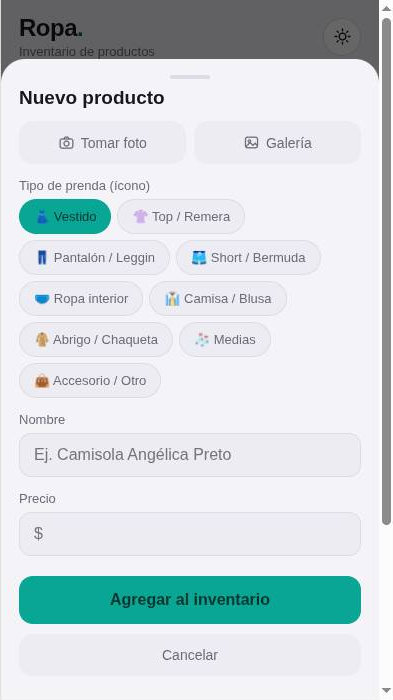 Ropa.
Inventario de productos
Nuevo producto
Tomar foto
Galería
Tipo de prenda (ícono)
Vestido
Top / Remera
Pantalón / Leggin
Short / Bermuda
Ropa interior
Camisa / Blusa
Abrigo / Chaqueta
Medias
Accesorio / Otro
Nombre
Ej. Camisola Angélica Preto
Precio
$
Agregar al inventario
Cancelar